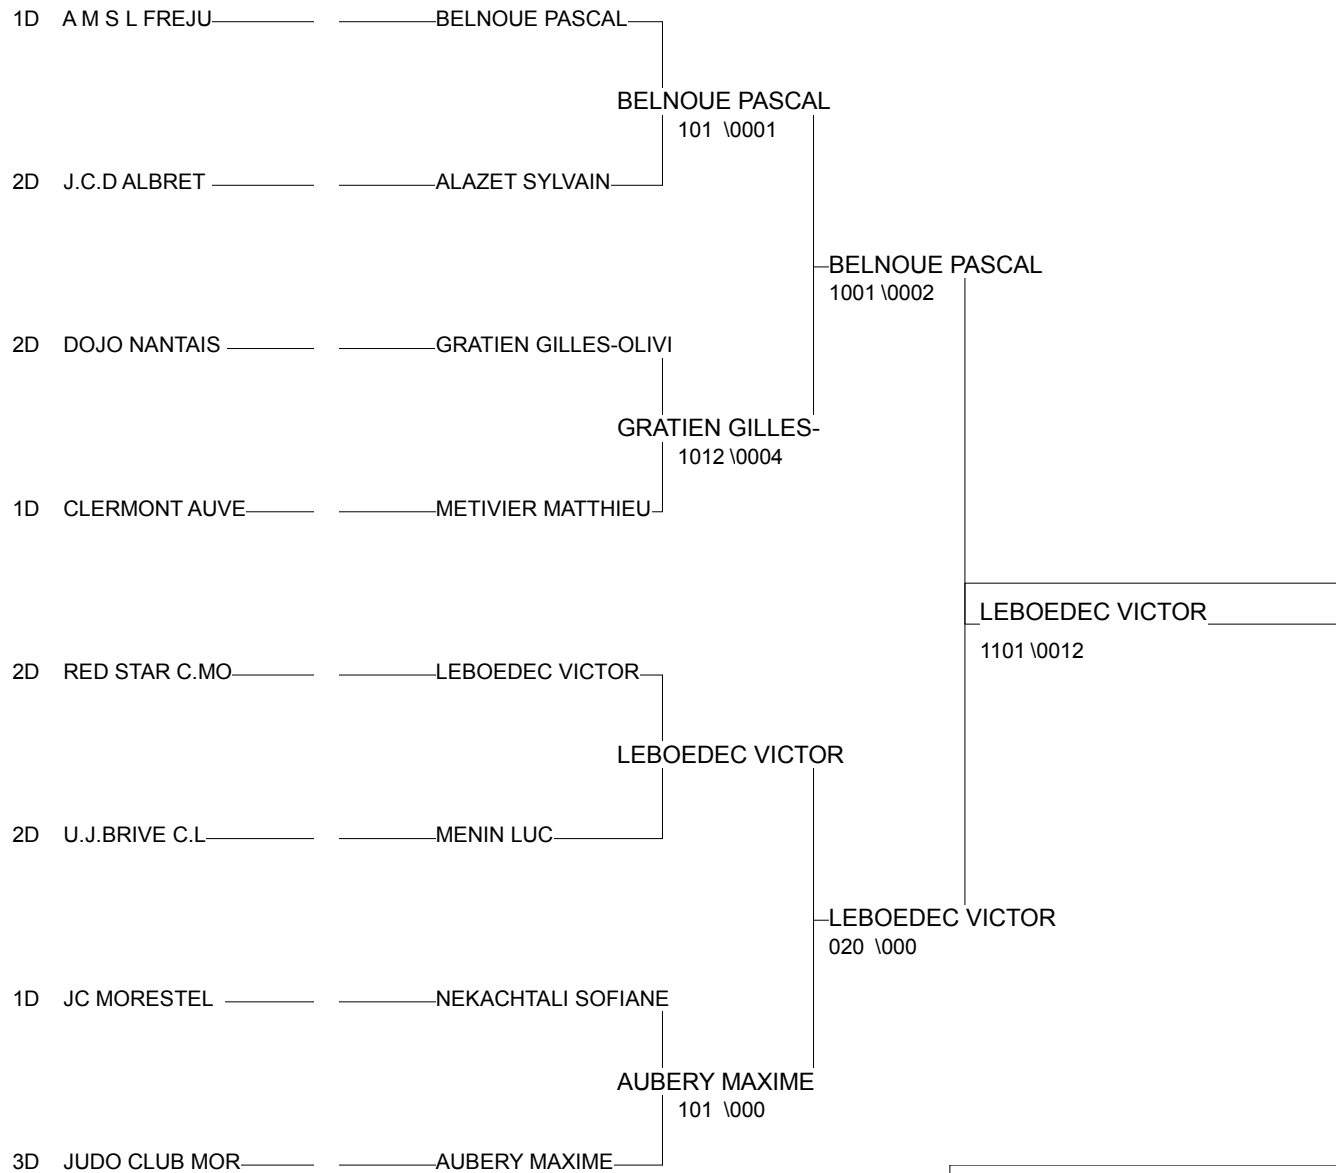 1D A M S L FREJU BELNOUE PASCAL
BELNOUE PASCAL
101 \0001
2D J.C.D ALBRET ALAZET SYLVAIN
BELNOUE PASCAL
1001 \0002
2D DOJO NANTAIS GRATIEN GILLES-OLIVI
GRATIEN GILLES-
1012 \0004
1D CLERMONT AUVE METIVIER MATTHIEU
LEBOEDEC VICTOR
1101 \0012
2D RED STAR C.MO LEBOEDEC VICTOR
LEBOEDEC VICTOR
2D U.J.BRIVE C.L MENIN LUC
LEBOEDEC VICTOR
020 \000
1D JC MORESTEL NEKACHTALI SOFIANE
AUBERY MAXIME
101 \000
3D JUDO CLUB MOR AUBERY MAXIME